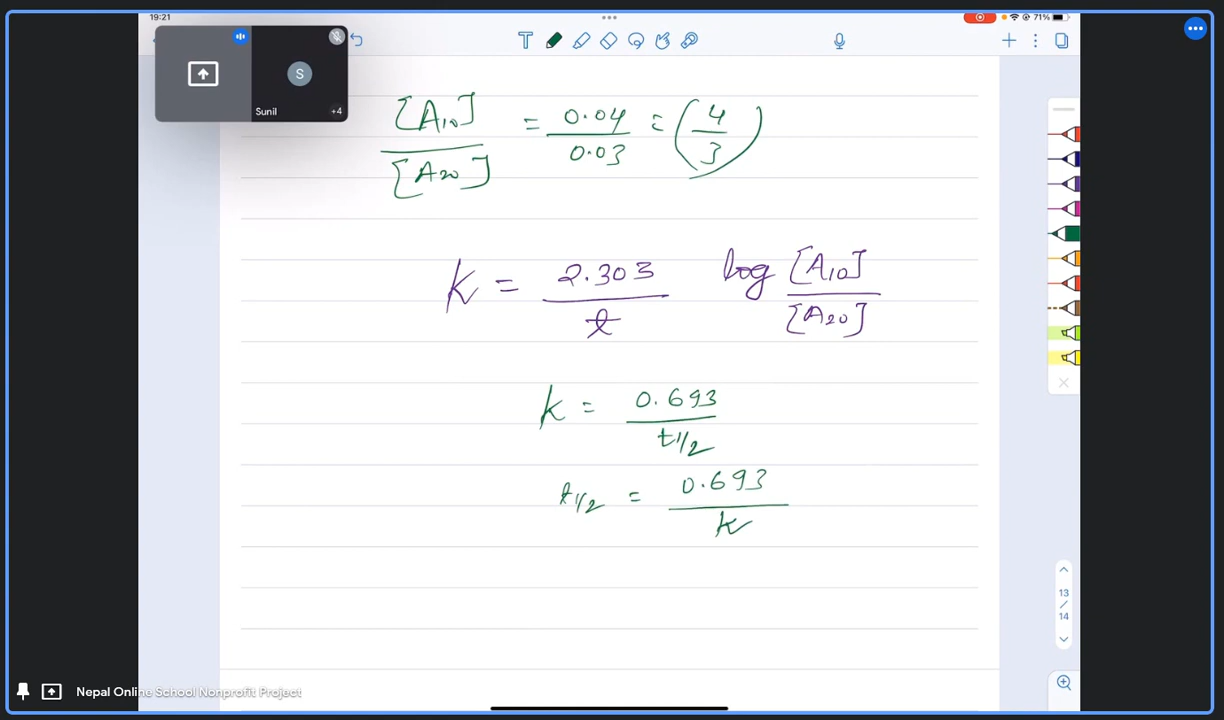 19:21
71%
S
Sunil
+4
T
[A10] / [A20] = 0.04 / 0.03 = (4/3)
K = 2.303 / t log [A10] / [A20]
k = 0.693 / t1/2
t1/2 = 0.693 / k
13
/
14
Nepal Online School Nonprofit Project